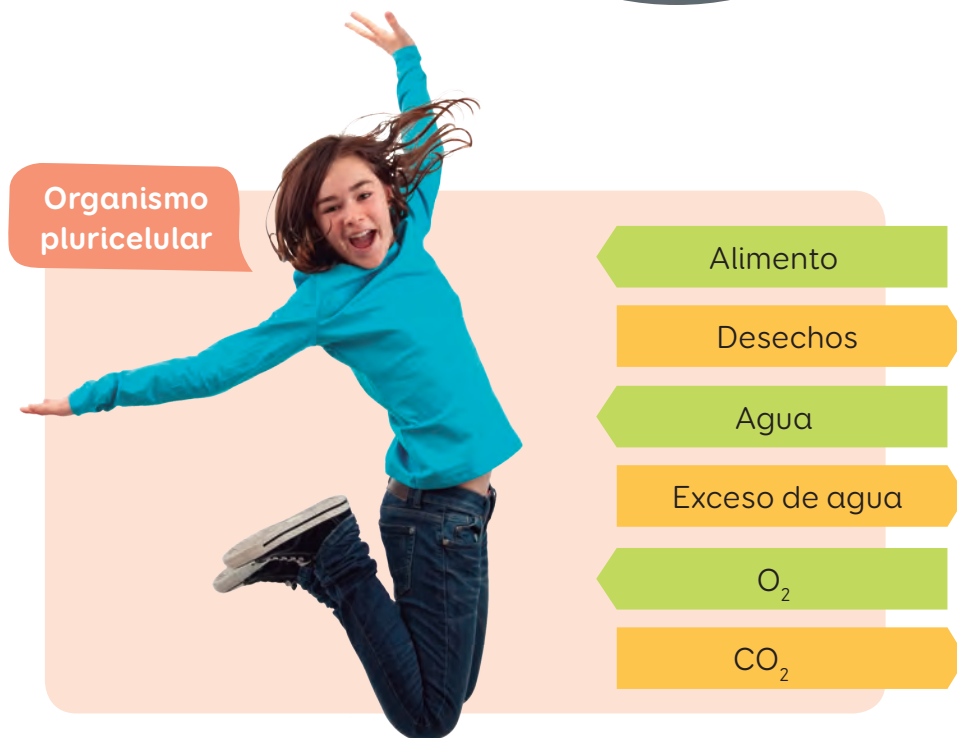 Organismo
pluricelular
Alimento
Desechos
Agua
Exceso de agua
O₂
CO₂